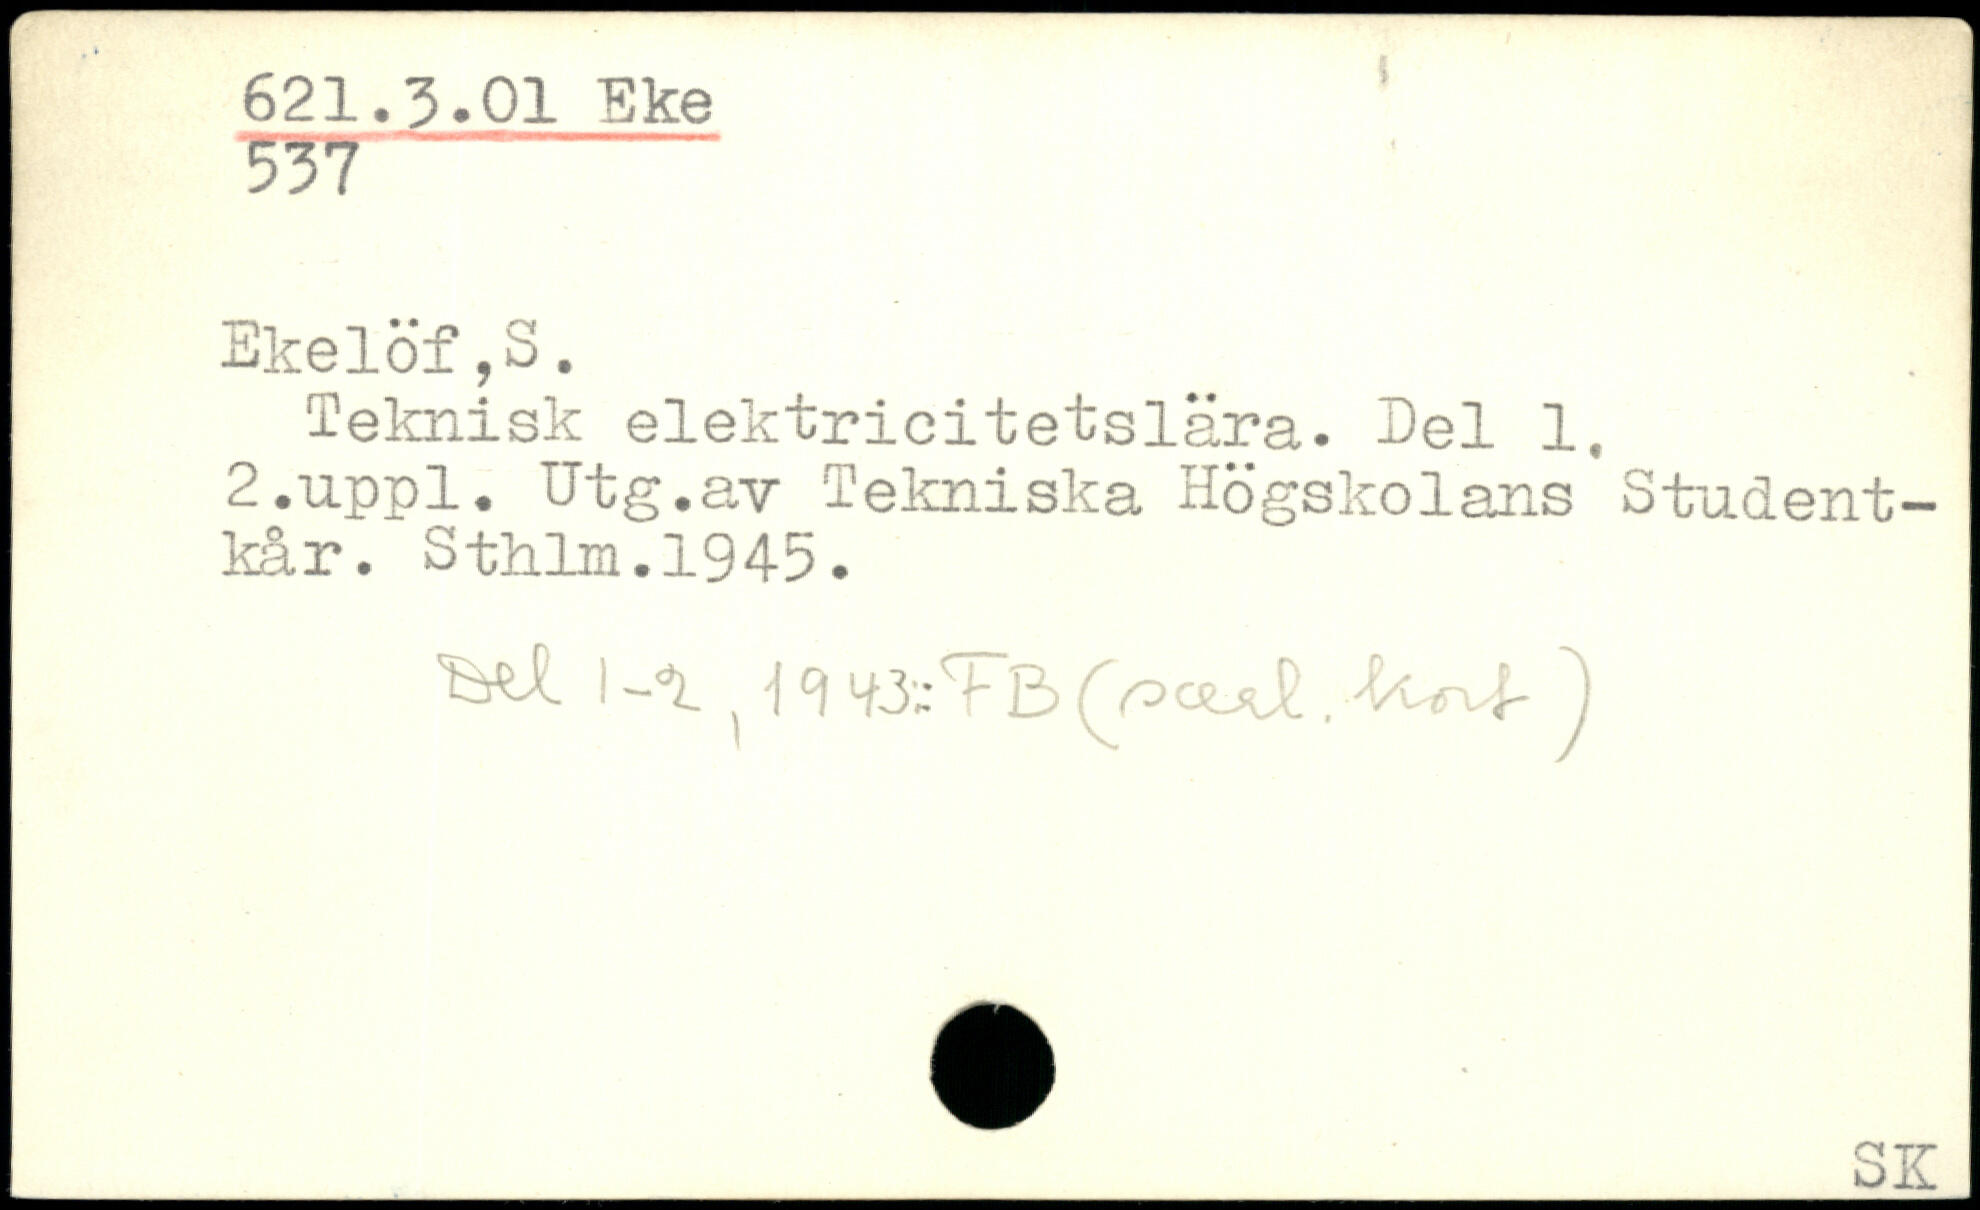 621.3.01 Eke
537
Ekelöf,S.
Teknisk elektricitetslära. Del 1.
2.uppl. Utg.av Tekniska Högskolans Student-
kår. Sthlm.1945.
Del 1-2, 1943: FB (særl. kort)
SK